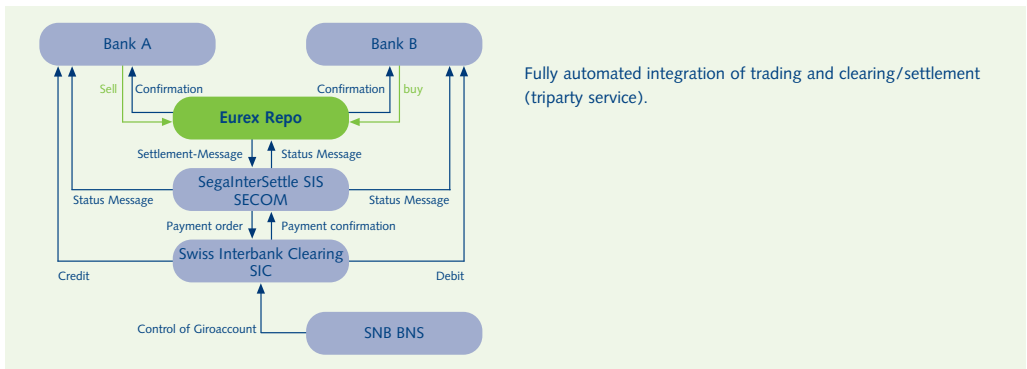 Bank A
Bank B
Fully automated integration of trading and clearing/settlement
(triparty service).
Sell
Confirmation
Confirmation
buy
Eurex Repo
Settlement-Message
Status Message
SegaInterSettle SIS
SECOM
Status Message
Status Message
Payment order
Payment confirmation
Swiss Interbank Clearing
SIC
Credit
Debit
Control of Giroaccount
SNB BNS